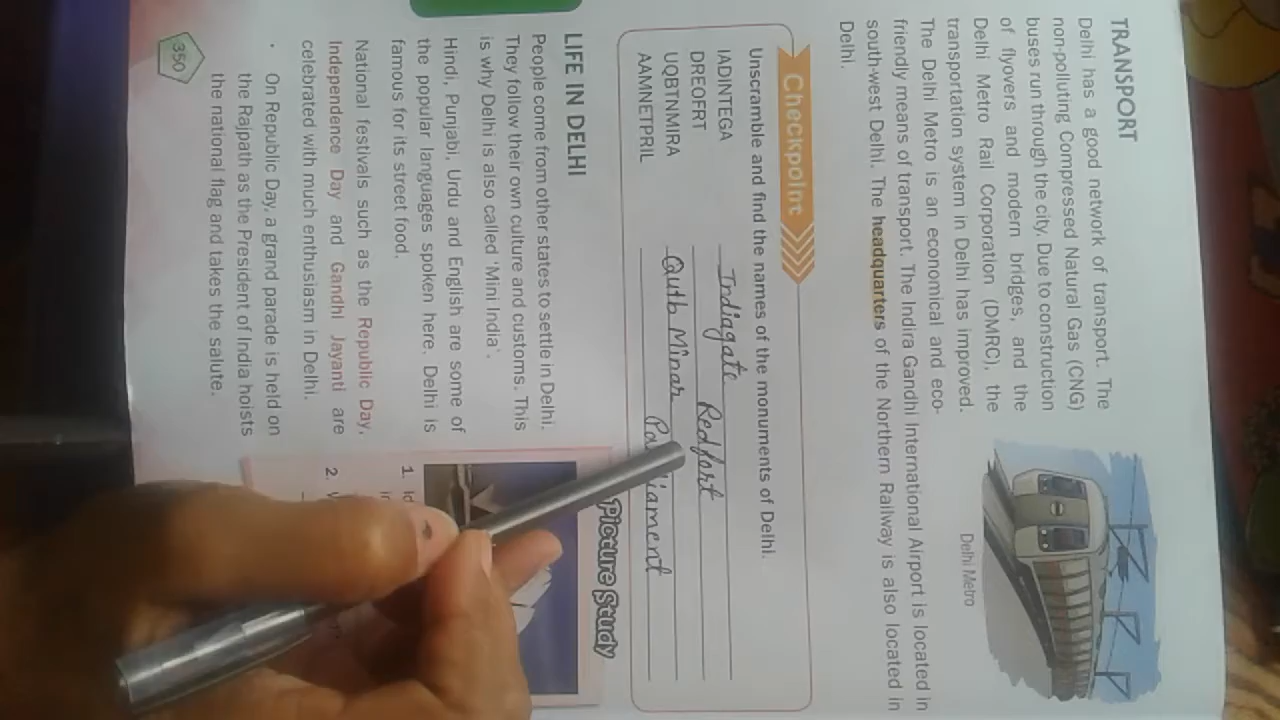 TRANSPORT
Delhi has a good network of transport. The
non-polluting Compressed Natural Gas (CNG)
buses run through the city. Due to construction
of flyovers and modern bridges, and the
Delhi Metro Rail Corporation (DMRC), the
transportation system in Delhi has improved.
Delhi Metro
The Delhi Metro is an economical and eco-
friendly means of transport. The Indira Gandhi International Airport is located in
south-west Delhi. The headquarters of the Northern Railway is also located in
Delhi.
Checkpoint
Unscramble and find the names of the monuments of Delhi.
IADINTEGA Indiagate
DREOFRT Redfort
UQBTNMIRA Qutb Minar
AAMNETPRIL
LIFE IN DELHI
People come from other states to settle in Delhi.
They follow their own culture and customs. This
is why Delhi is also called 'Mini India'.
Hindi, Punjabi, Urdu and English are some of
the popular languages spoken here. Delhi is
famous for its street food.
National festivals such as the Republic Day,
Independence Day and Gandhi Jayanti are
celebrated with much enthusiasm in Delhi.
• On Republic Day, a grand parade is held on
the Rajpath as the President of India hoists
the national flag and takes the salute.
350
Picture Study
1.
2.